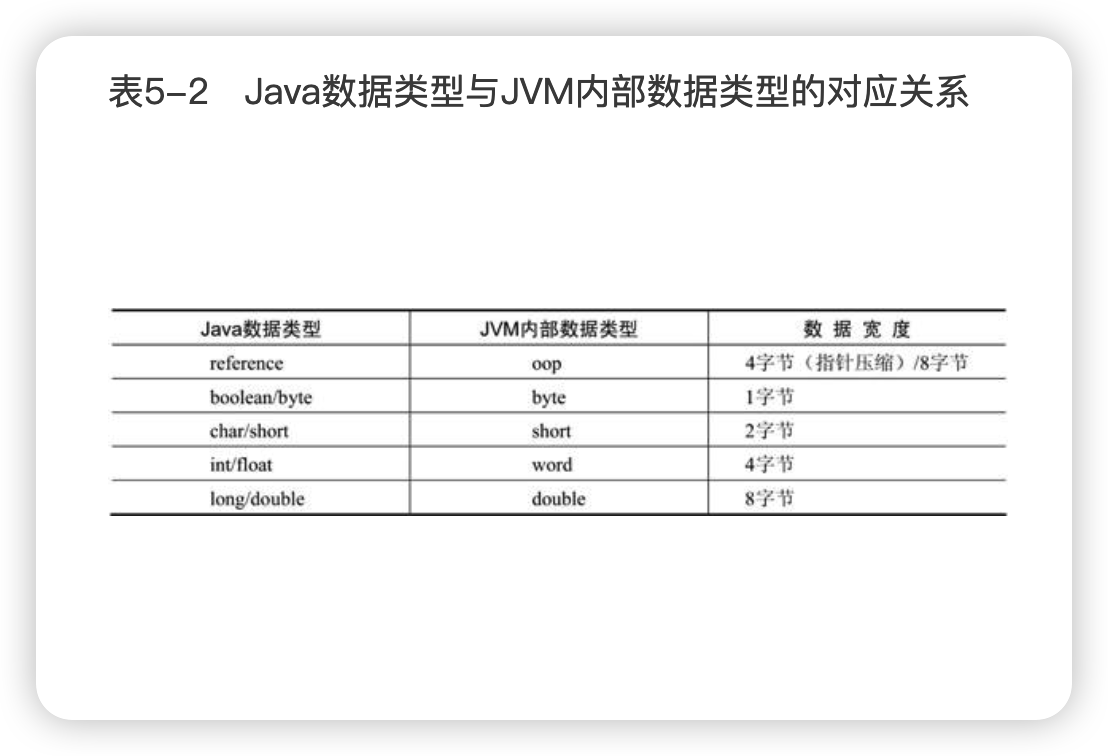 表5-2 Java数据类型与JVM内部数据类型的对应关系
Java数据类型 JVM内部数据类型 数据宽度
reference oop 4字节（指针压缩）/8字节
boolean/byte byte 1字节
char/short short 2字节
int/float word 4字节
long/double double 8字节